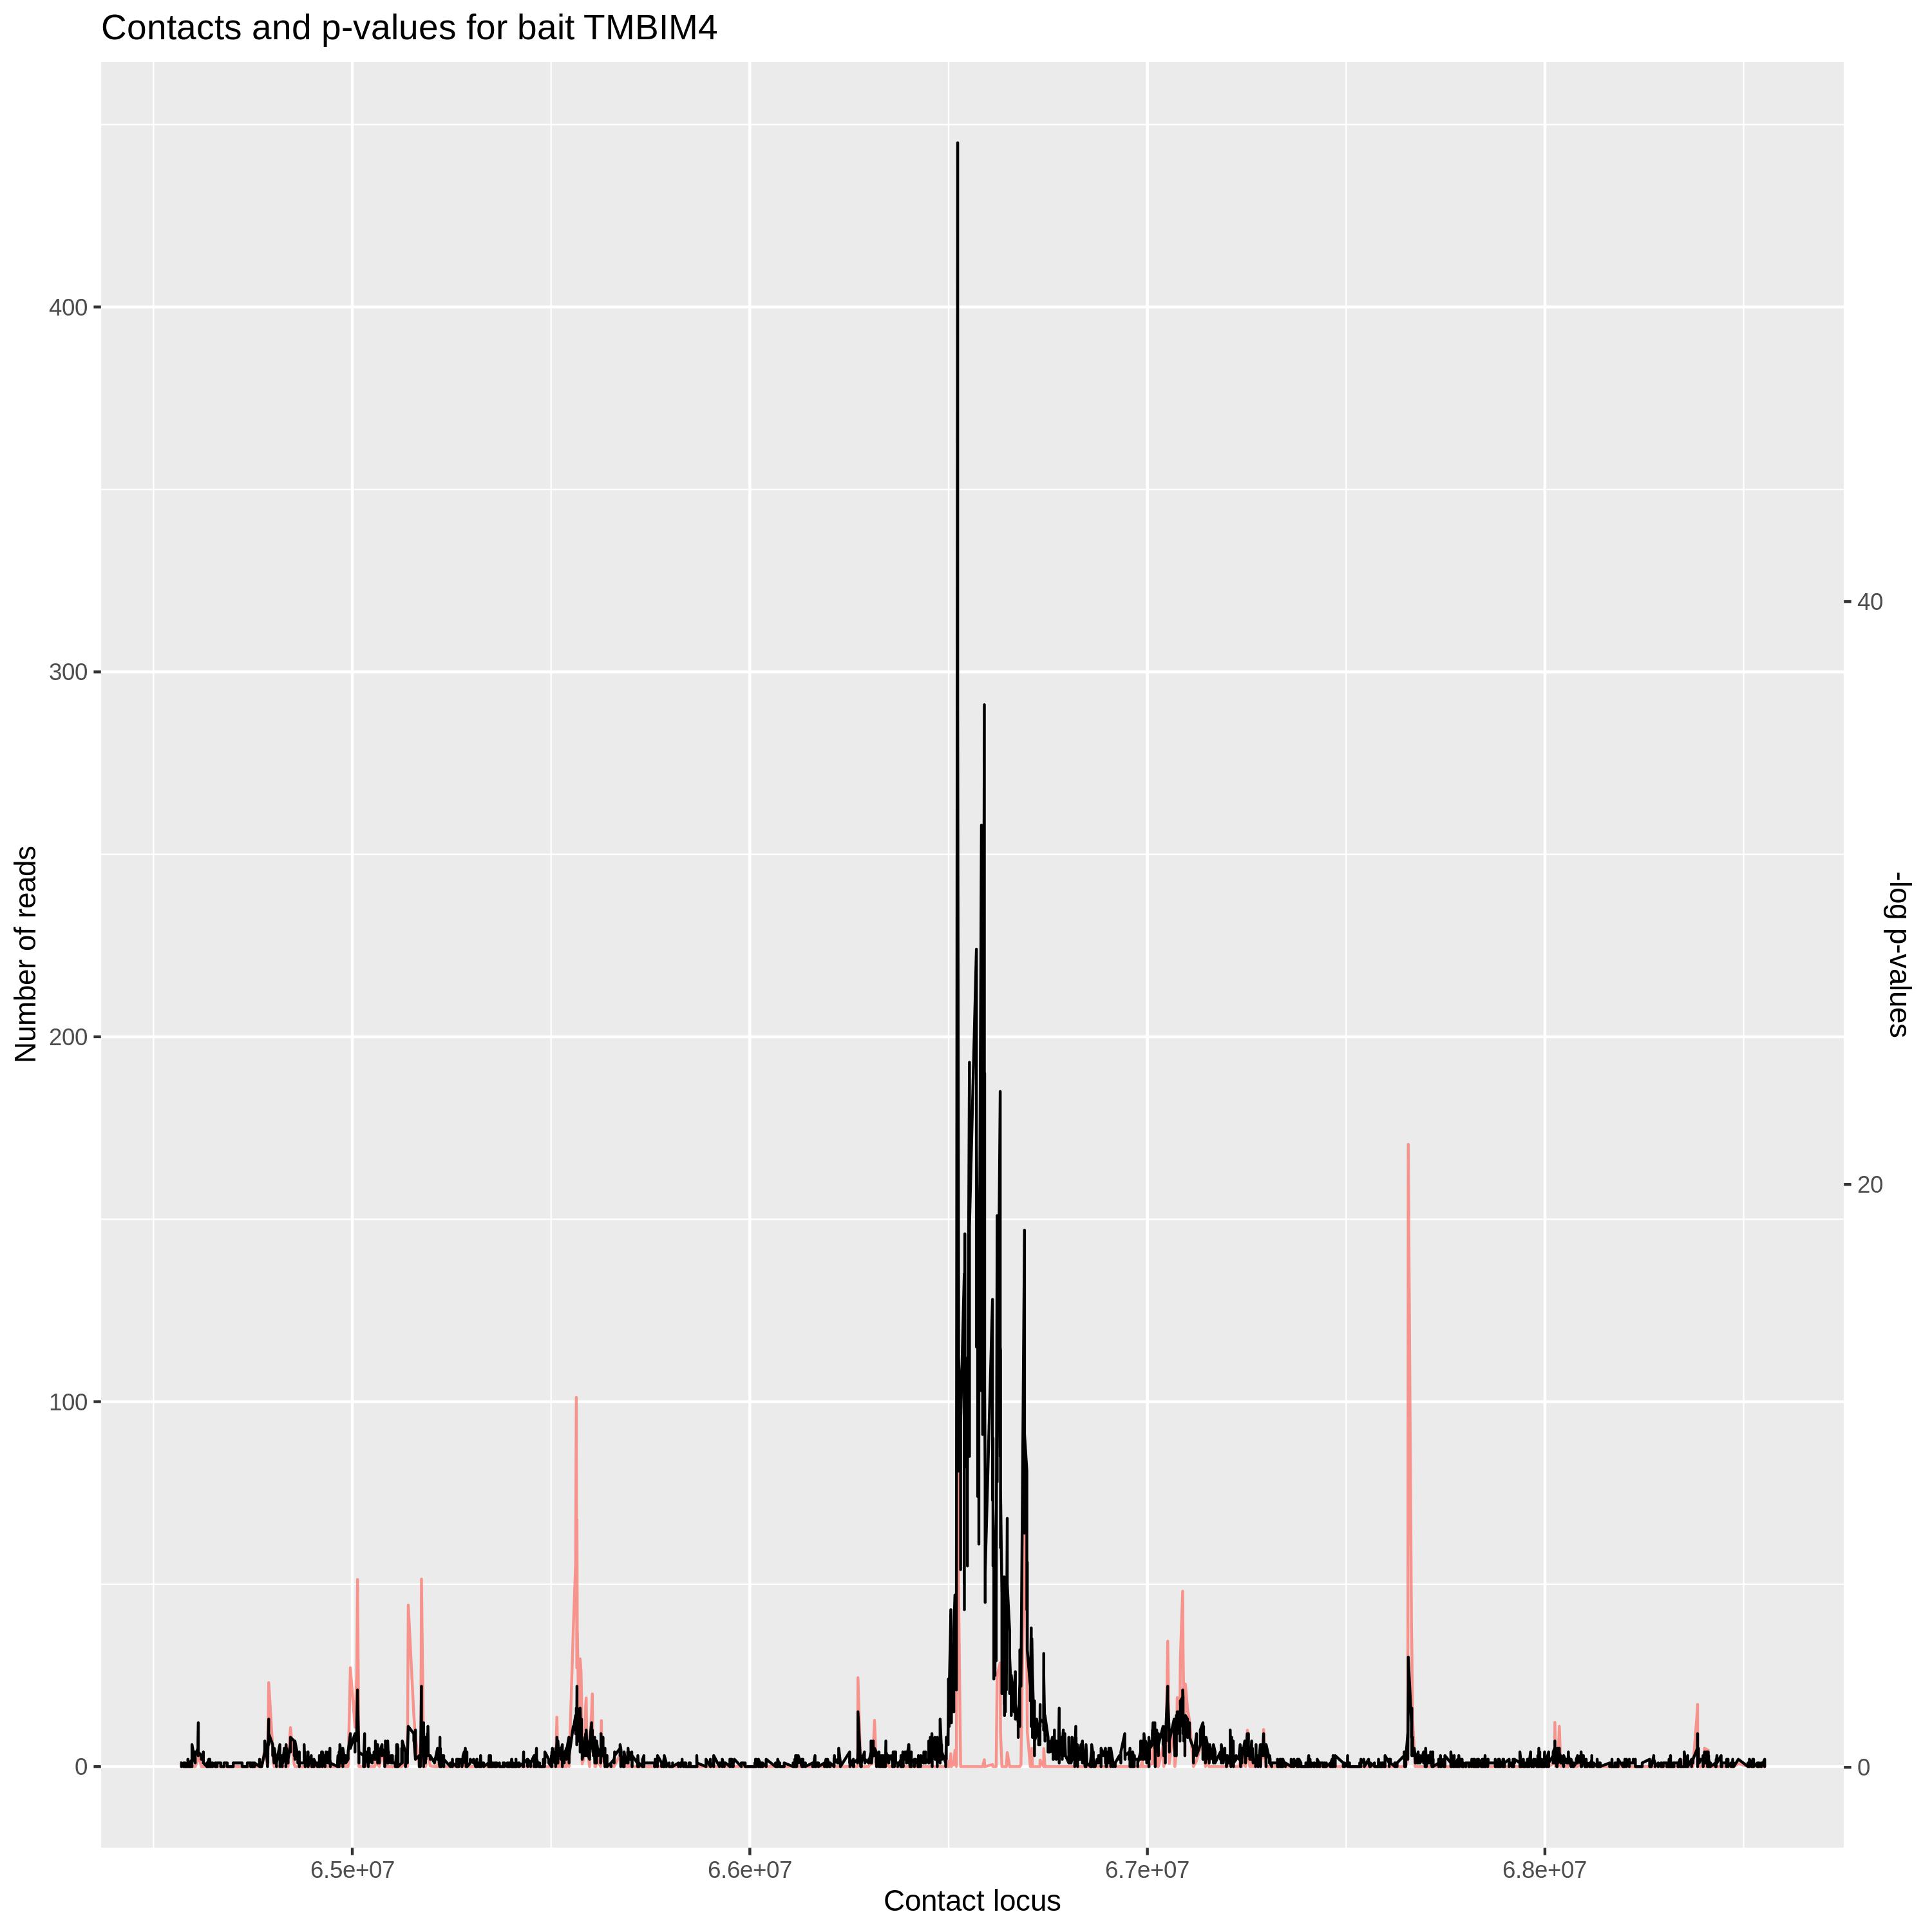 Contacts and p-values for bait TMBIM4
Number of reads
400
300
200
100
0
-log p-values
40
20
0
6.5e+07
6.6e+07
6.7e+07
6.8e+07
Contact locus